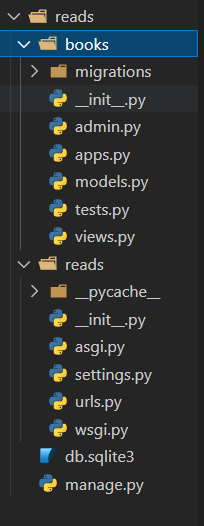 reads
books
migrations
__init__.py
admin.py
apps.py
models.py
tests.py
views.py
reads
__pycache__
__init__.py
asgi.py
settings.py
urls.py
wsgi.py
db.sqlite3
manage.py